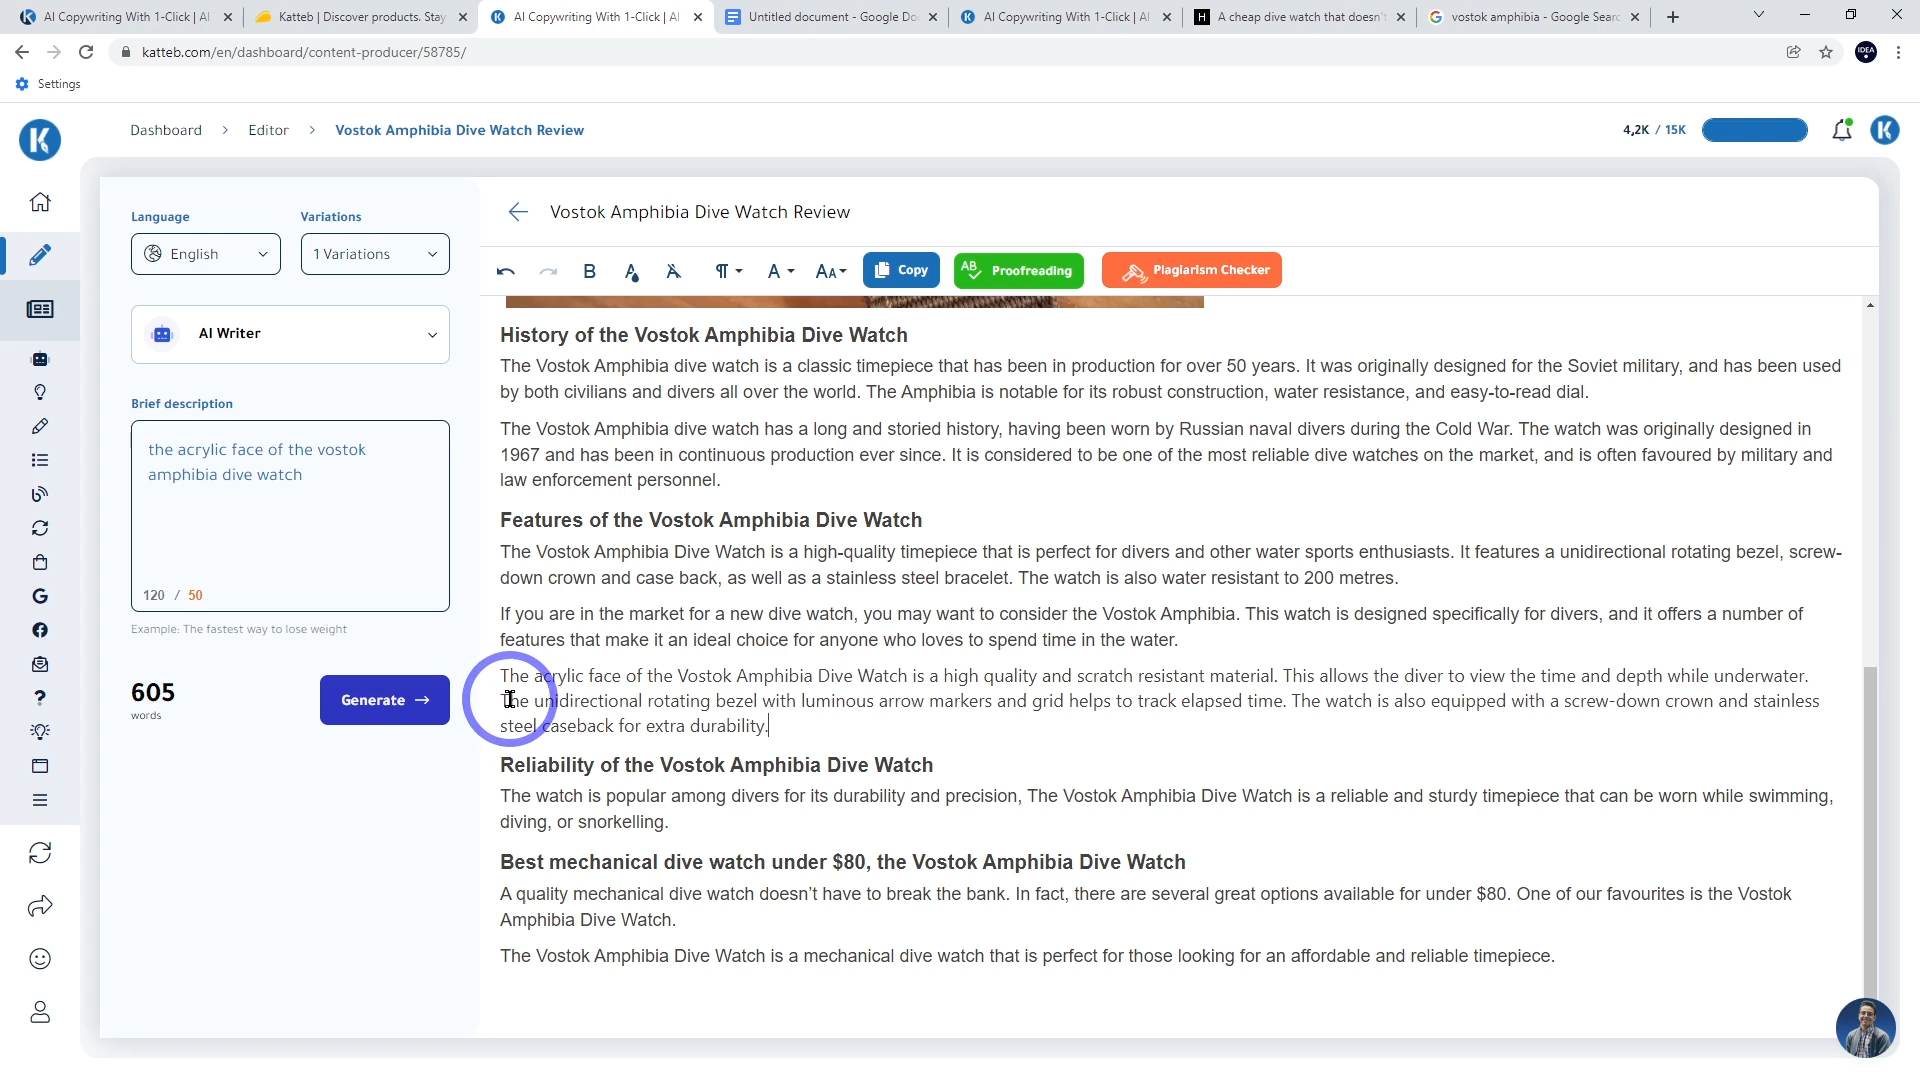 AI Copywriting With 1-Click | AI
Katteb | Discover products. Stay
AI Copywriting With 1-Click | AI
Untitled document - Google Do
AI Copywriting With 1-Click | AI
H A cheap dive watch that doesn't
vostok amphibia - Google Searc
katteb.com/en/dashboard/content-producer/58785/
IDEA
Settings
Dashboard > Editor > Vostok Amphibia Dive Watch Review
4,2K / 15K
Language
Variations
English
1 Variations
AI Writer
Brief description
the acrylic face of the vostok
amphibia dive watch
120 / 50
Example: The fastest way to lose weight
605
words
Generate →
Vostok Amphibia Dive Watch Review
Copy
Proofreading
Plagiarism Checker
History of the Vostok Amphibia Dive Watch
The Vostok Amphibia dive watch is a classic timepiece that has been in production for over 50 years. It was originally designed for the Soviet military, and has been used
by both civilians and divers all over the world. The Amphibia is notable for its robust construction, water resistance, and easy-to-read dial.
The Vostok Amphibia dive watch has a long and storied history, having been worn by Russian naval divers during the Cold War. The watch was originally designed in
1967 and has been in continuous production ever since. It is considered to be one of the most reliable dive watches on the market, and is often favoured by military and
law enforcement personnel.
Features of the Vostok Amphibia Dive Watch
The Vostok Amphibia Dive Watch is a high-quality timepiece that is perfect for divers and other water sports enthusiasts. It features a unidirectional rotating bezel, screw-
down crown and case back, as well as a stainless steel bracelet. The watch is also water resistant to 200 metres.
If you are in the market for a new dive watch, you may want to consider the Vostok Amphibia. This watch is designed specifically for divers, and it offers a number of
features that make it an ideal choice for anyone who loves to spend time in the water.
The acrylic face of the Vostok Amphibia Dive Watch is a high quality and scratch resistant material. This allows the diver to view the time and depth while underwater.
The unidirectional rotating bezel with luminous arrow markers and grid helps to track elapsed time. The watch is also equipped with a screw-down crown and stainless
steel caseback for extra durability.
Reliability of the Vostok Amphibia Dive Watch
The watch is popular among divers for its durability and precision, The Vostok Amphibia Dive Watch is a reliable and sturdy timepiece that can be worn while swimming,
diving, or snorkelling.
Best mechanical dive watch under $80, the Vostok Amphibia Dive Watch
A quality mechanical dive watch doesn't have to break the bank. In fact, there are several great options available for under $80. One of our favourites is the Vostok
Amphibia Dive Watch.
The Vostok Amphibia Dive Watch is a mechanical dive watch that is perfect for those looking for an affordable and reliable timepiece.